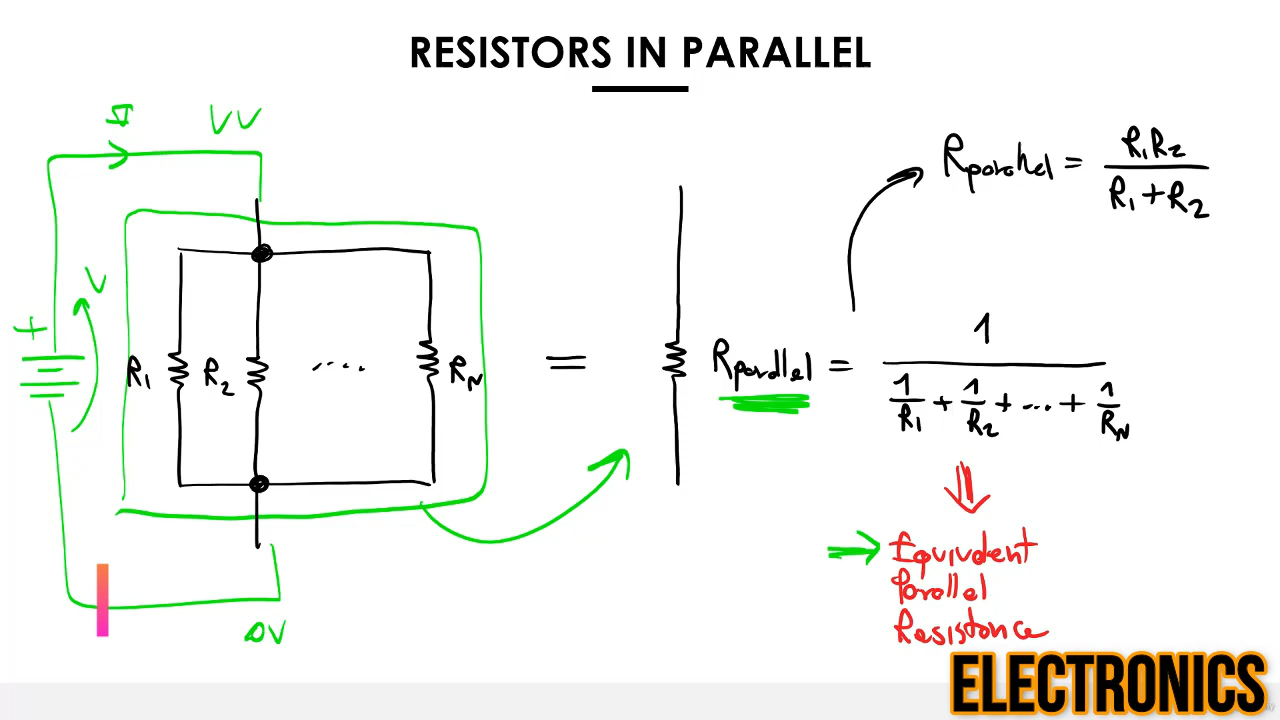 RESISTORS IN PARALLEL
I
VV
Rparallel = R1R2 / R1+R2
V
+
R1
R2
....
RN
=
Rparallel = 1 / 1/R1 + 1/R2 + ... + 1/RN
Equivalent
Parallel
Resistance
0V
ELECTRONICS